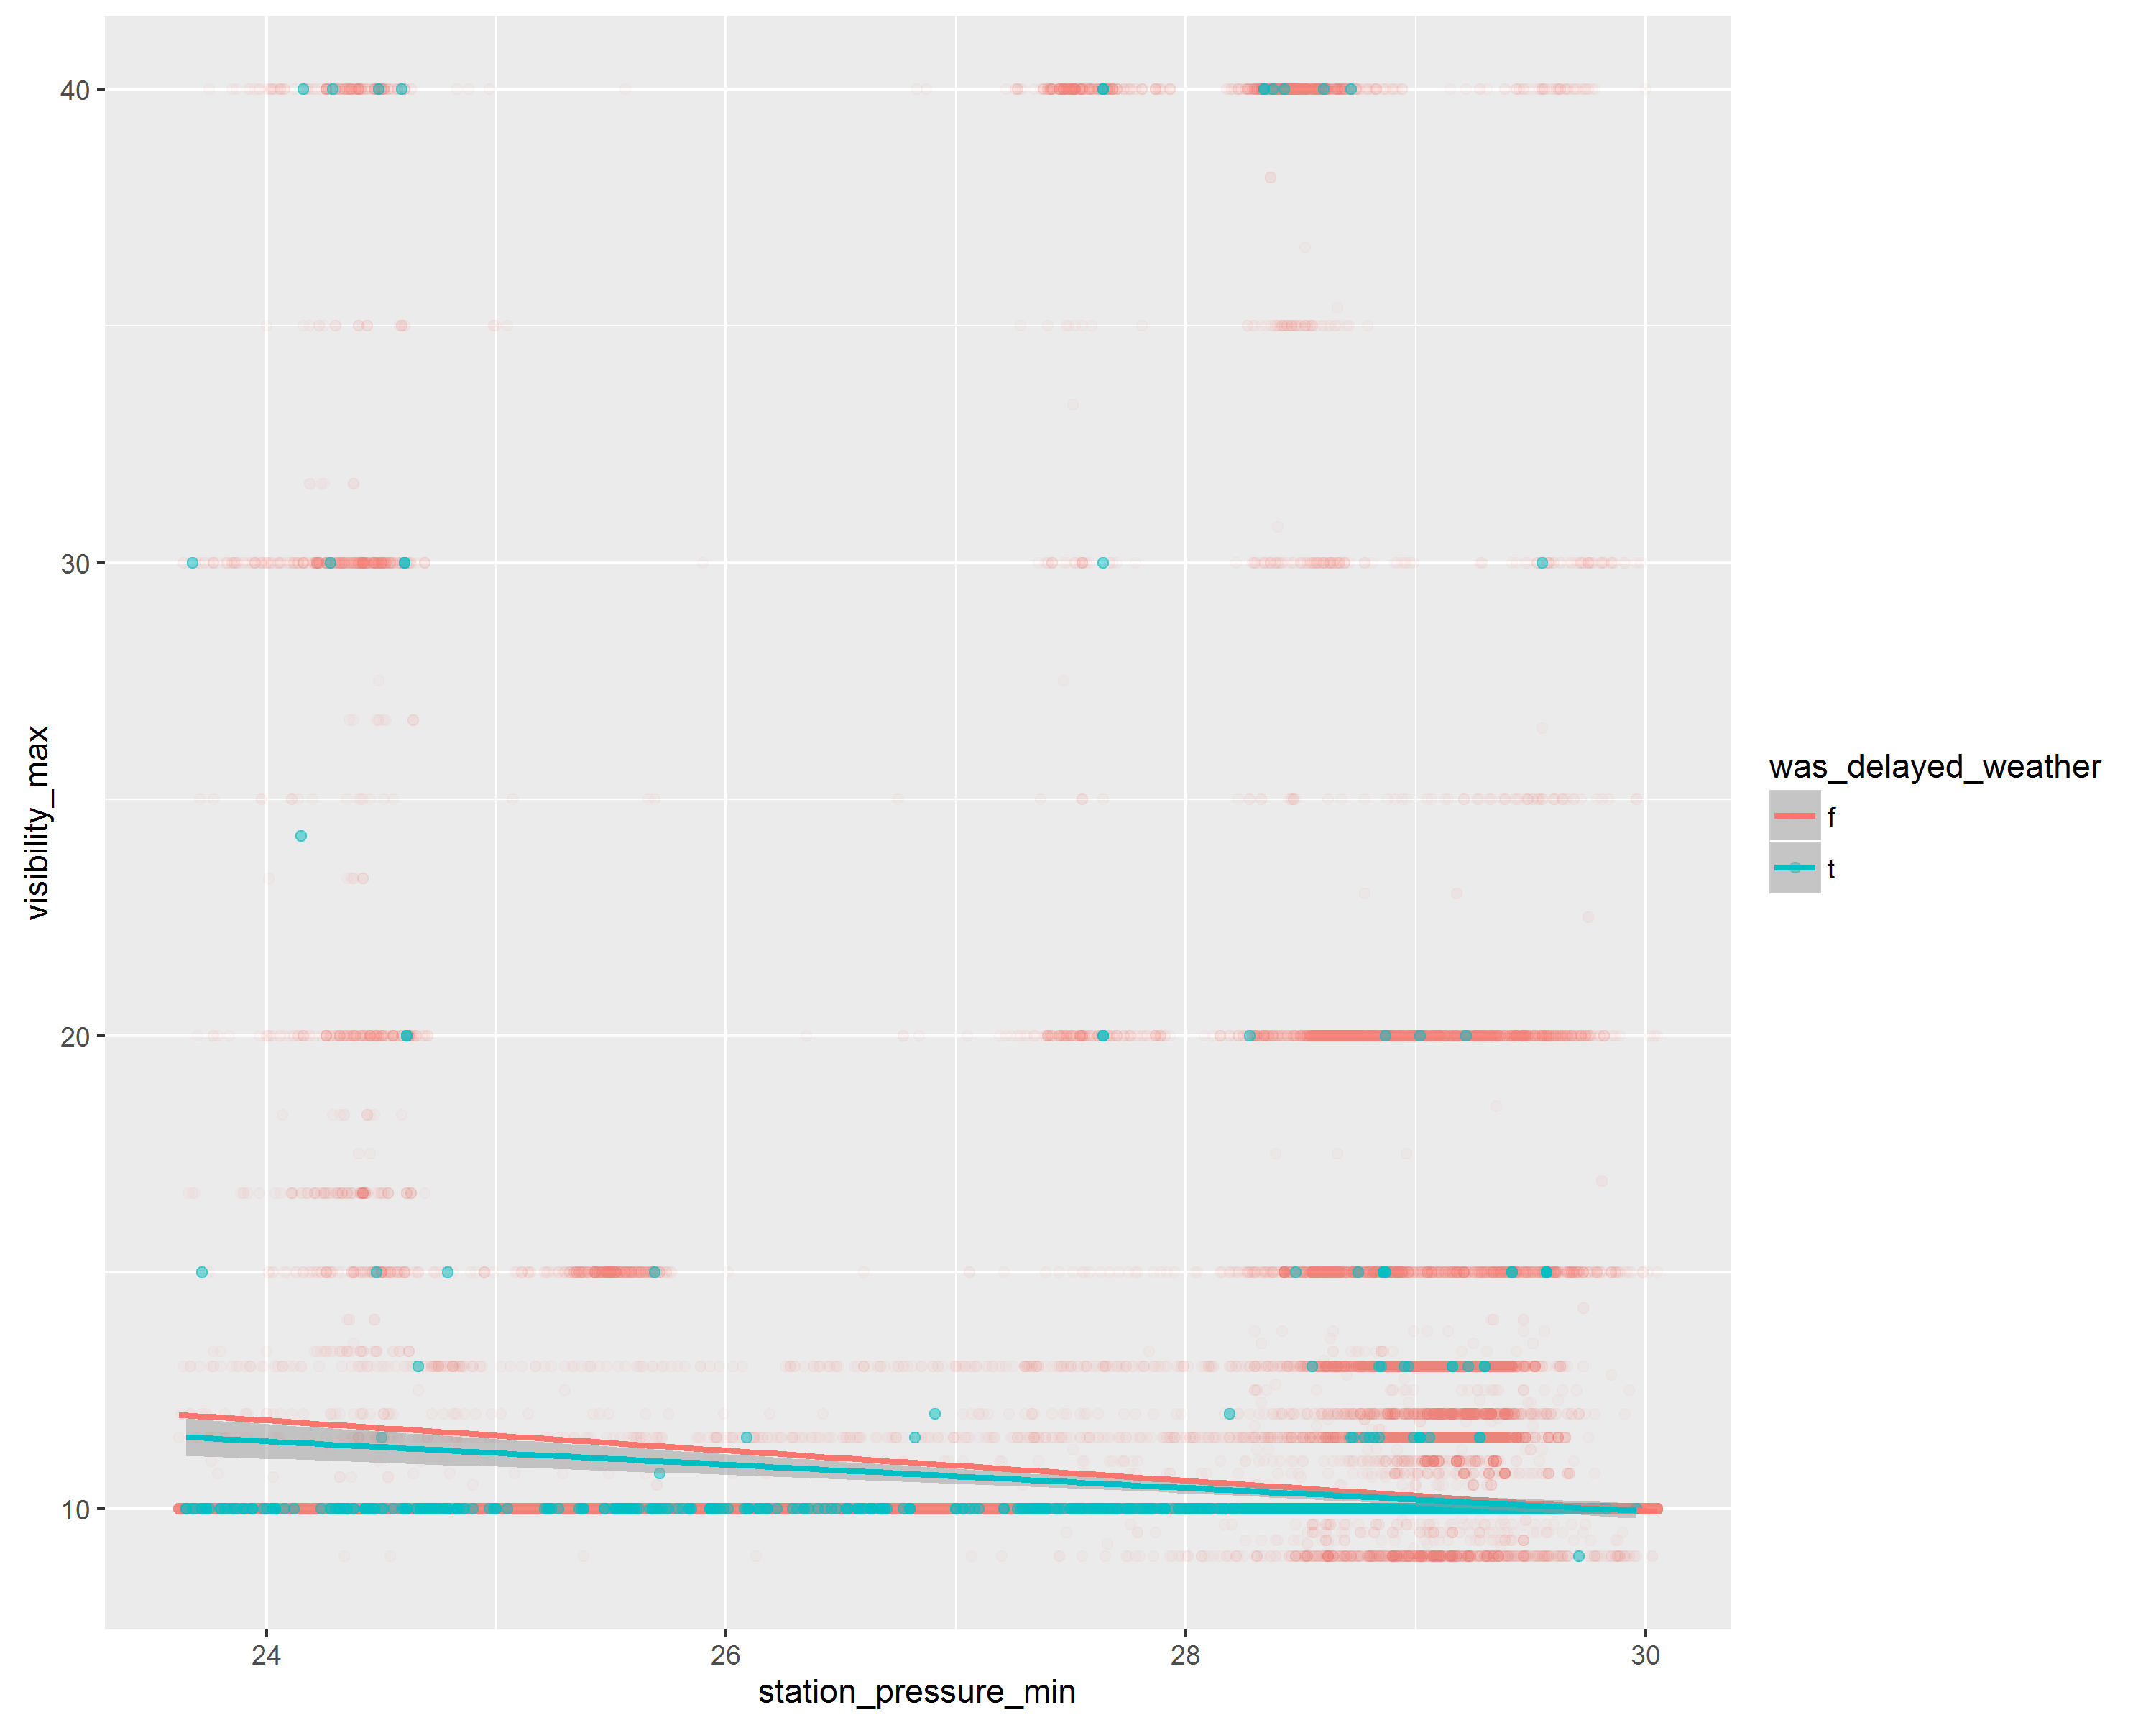 40
30
20
10
visibility_max
24
26
28
30
station_pressure_min
was_delayed_weather
f
t